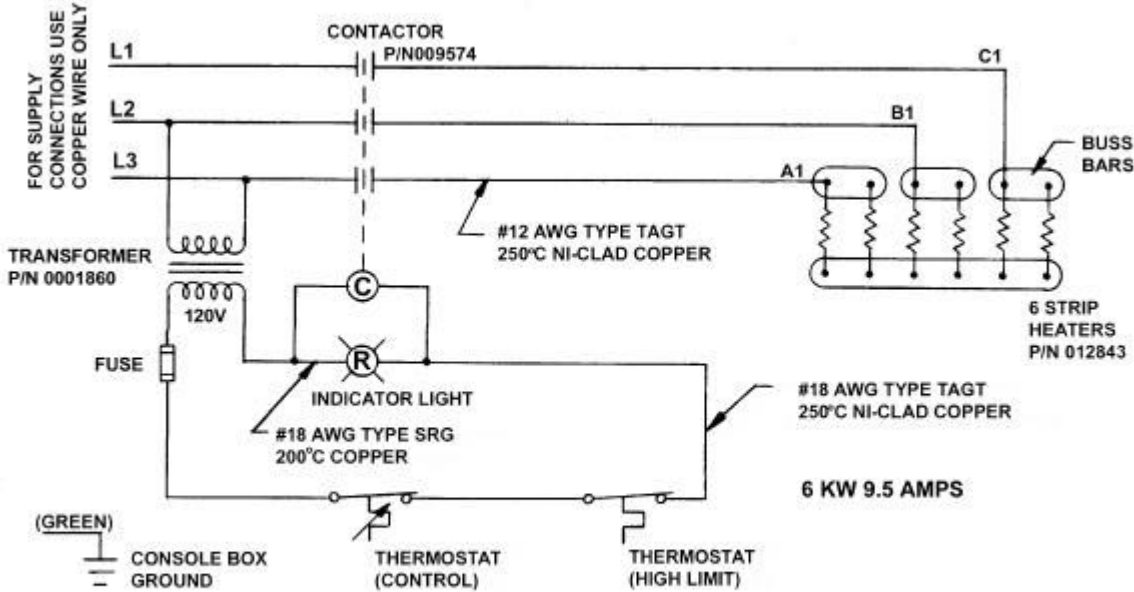 FOR SUPPLY
CONNECTIONS USE
COPPER WIRE ONLY
CONTACTOR
P/N009574
L1
C1
L2
B1
L3
A1
BUSS
BARS
#12 AWG TYPE TAGT
250°C NI-CLAD COPPER
TRANSFORMER
P/N 0001860
120V
C
6 STRIP
HEATERS
P/N 012843
FUSE
R
INDICATOR LIGHT
#18 AWG TYPE TAGT
250°C NI-CLAD COPPER
#18 AWG TYPE SRG
200°C COPPER
6 KW 9.5 AMPS
(GREEN)
CONSOLE BOX
GROUND
THERMOSTAT
(CONTROL)
THERMOSTAT
(HIGH LIMIT)